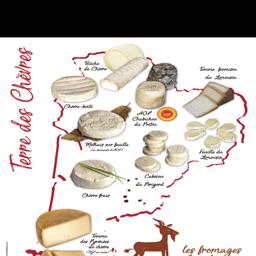 Terre des Chèvres
Bûche
de Chèvre
Tomme fermière
du Limousin
Chèvre-boîte
AOP
Chabichou
du Poitou
Mothais sur feuille
Feuille du
Limousin
Cabécou
du Périgord
Chèvre frais
Tomme
des Pyrénées
de chèvre
les fromages